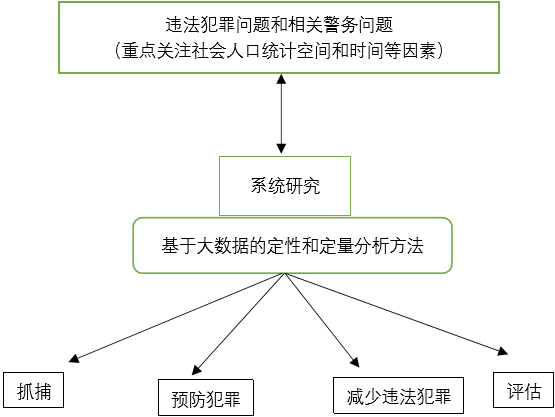 违法犯罪问题和相关警务问题
（重点关注社会人口统计空间和时间等因素）
系统研究
基于大数据的定性和定量分析方法
抓捕
预防犯罪
减少违法犯罪
评估